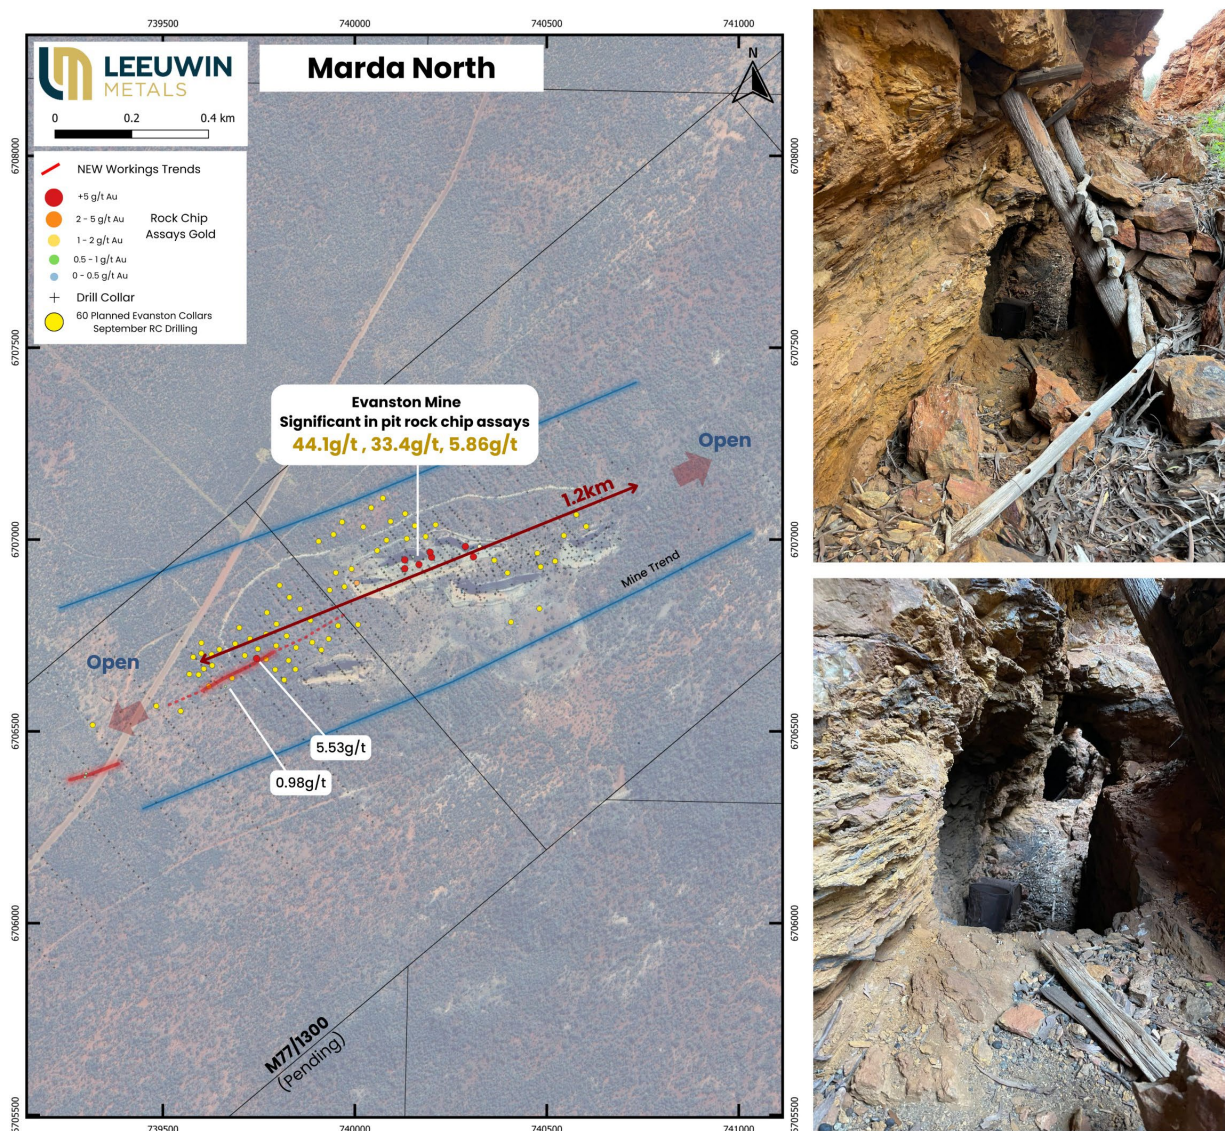 739500
740000
740500
741000
LEEUWIN
METALS
Marda North
N
0
0.2
0.4 km
NEW Workings Trends
+5 g/t Au
2 - 5 g/t Au
1 - 2 g/t Au
0.5 - 1 g/t Au
0 - 0.5 g/t Au
Rock Chip
Assays Gold
Drill Collar
60 Planned Evanston Collars
September RC Drilling
6708000
6708000
6707500
6707500
Evanston Mine
Significant in pit rock chip assays
44.1g/t , 33.4g/t, 5.86g/t
Open
1.2km
6707000
6707000
Mine Trend
Open
6706500
6706500
5.53g/t
0.98g/t
6706000
6706000
M77/1300
(Pending)
6705500
6705500
739500
740000
740500
741000